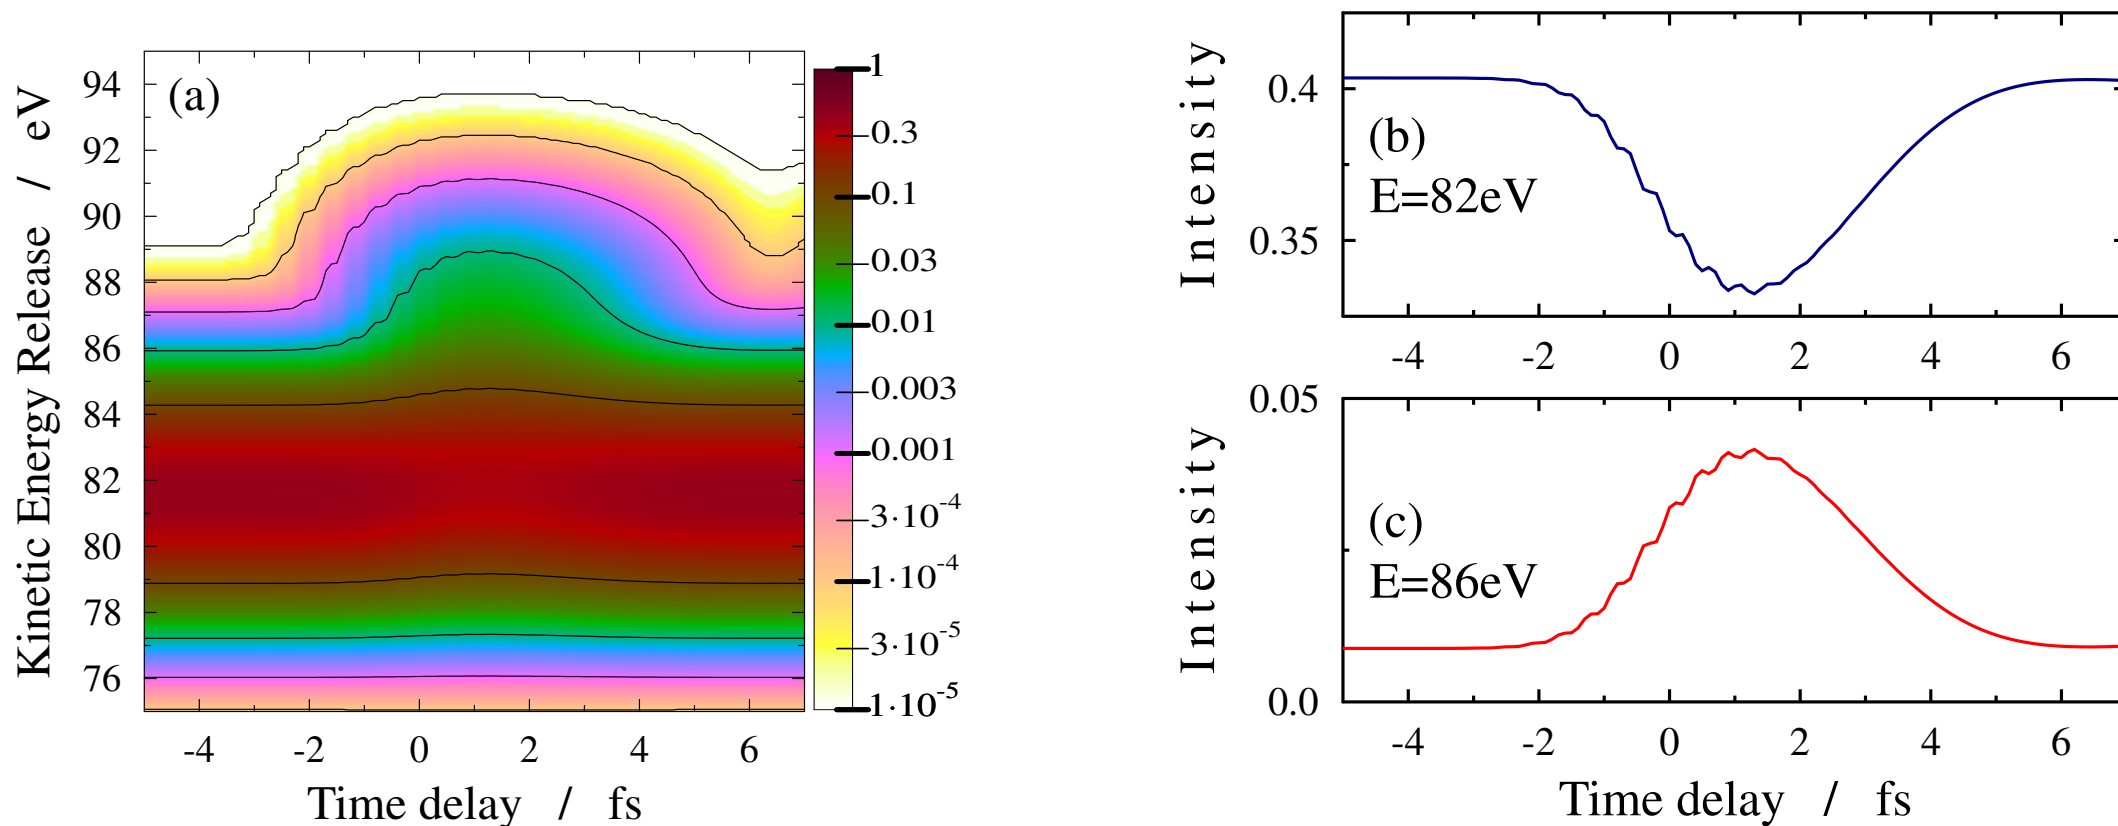 (a)
Kinetic Energy Release / eV
94
92
90
88
86
84
82
80
78
76
-4 -2 0 2 4 6
Time delay / fs
1
0.3
0.1
0.03
0.01
0.003
0.001
3·10-4
1·10-4
3·10-5
1·10-5
Intensity
0.4
0.35
(b)
E=82eV
-4 -2 0 2 4 6
Intensity
0.05
0.0
(c)
E=86eV
-4 -2 0 2 4 6
Time delay / fs